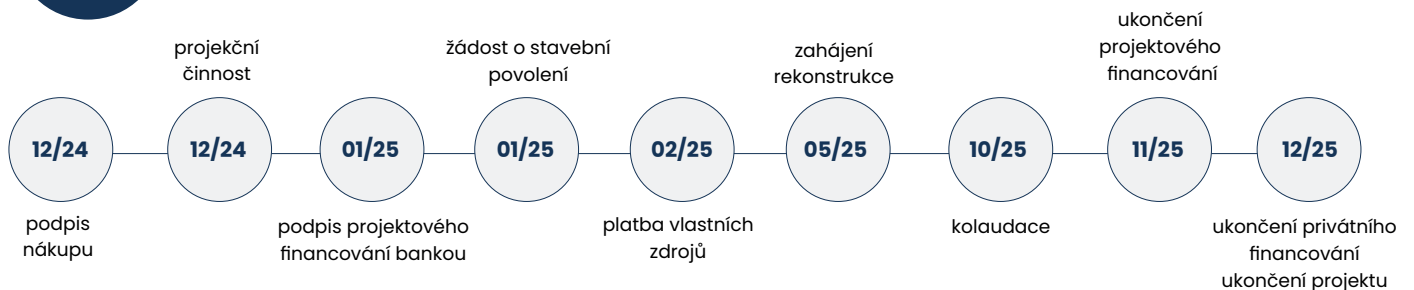 12/24
podpis
nákupu
projekční
činnost
12/24
01/25
podpis projektového
financování bankou
žádost o stavební
povolení
01/25
02/25
platba vlastních
zdrojů
zahájení
rekonstrukce
05/25
10/25
kolaudace
ukončení
projektového
financování
11/25
12/25
ukončení privátního
financování
ukončení projektu